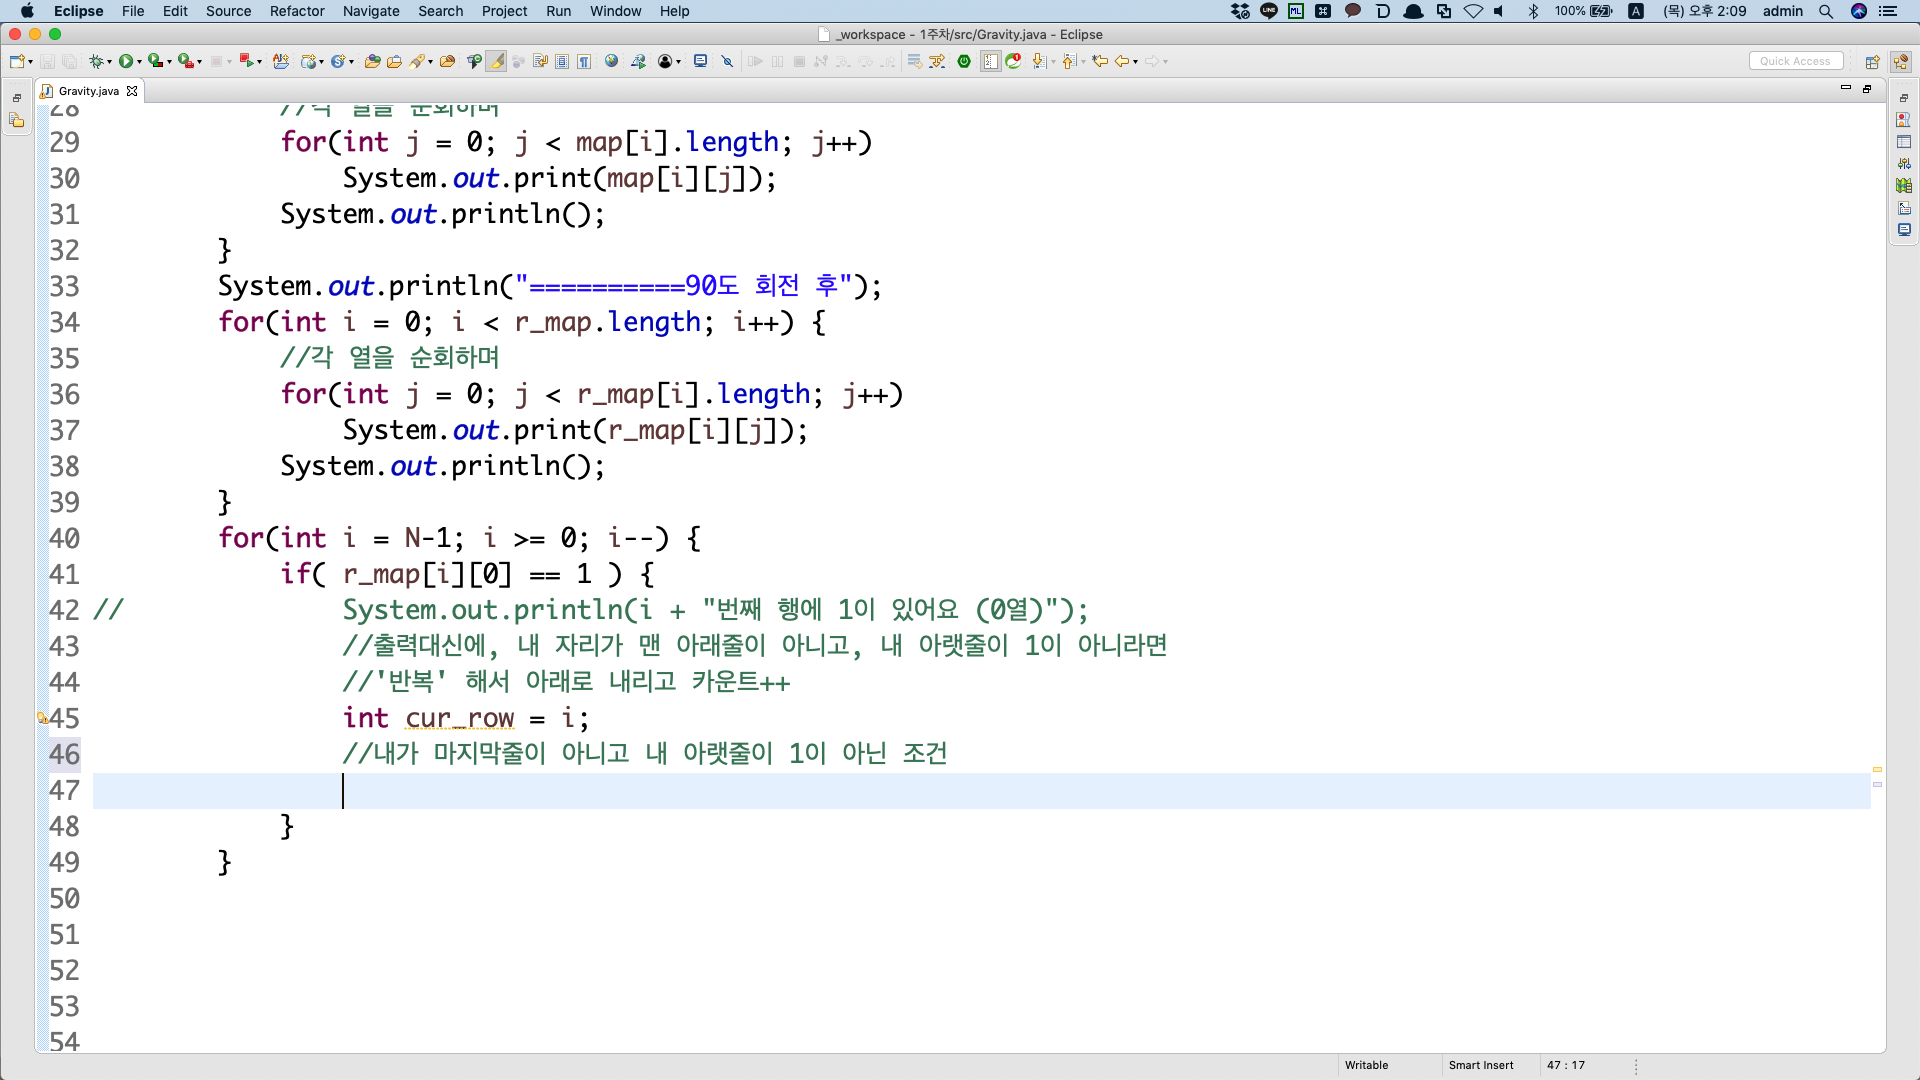 Eclipse File Edit Source Refactor Navigate Search Project Run Window Help 100% A (목) 오후 2:09 admin
_workspace - 1주차/src/Gravity.java - Eclipse
Quick Access
Gravity.java
28 //각 열을 순회하며
29 for(int j = 0; j < map[i].length; j++)
30 System.out.print(map[i][j]);
31 System.out.println();
32 }
33 System.out.println("==========90도 회전 후");
34 for(int i = 0; i < r_map.length; i++) {
35 //각 열을 순회하며
36 for(int j = 0; j < r_map[i].length; j++)
37 System.out.print(r_map[i][j]);
38 System.out.println();
39 }
40 for(int i = N-1; i >= 0; i--) {
41 if( r_map[i][0] == 1 ) {
42 // System.out.println(i + "번째 행에 1이 있어요 (0열)");
43 //출력대신에, 내 자리가 맨 아래줄이 아니고, 내 아랫줄이 1이 아니라면
44 //'반복' 해서 아래로 내리고 카운트++
45 int cur_row = i;
46 //내가 마지막줄이 아니고 내 아랫줄이 1이 아닌 조건
47
48 }
49 }
50
51
52
53
54
Writable Smart Insert 47 : 17